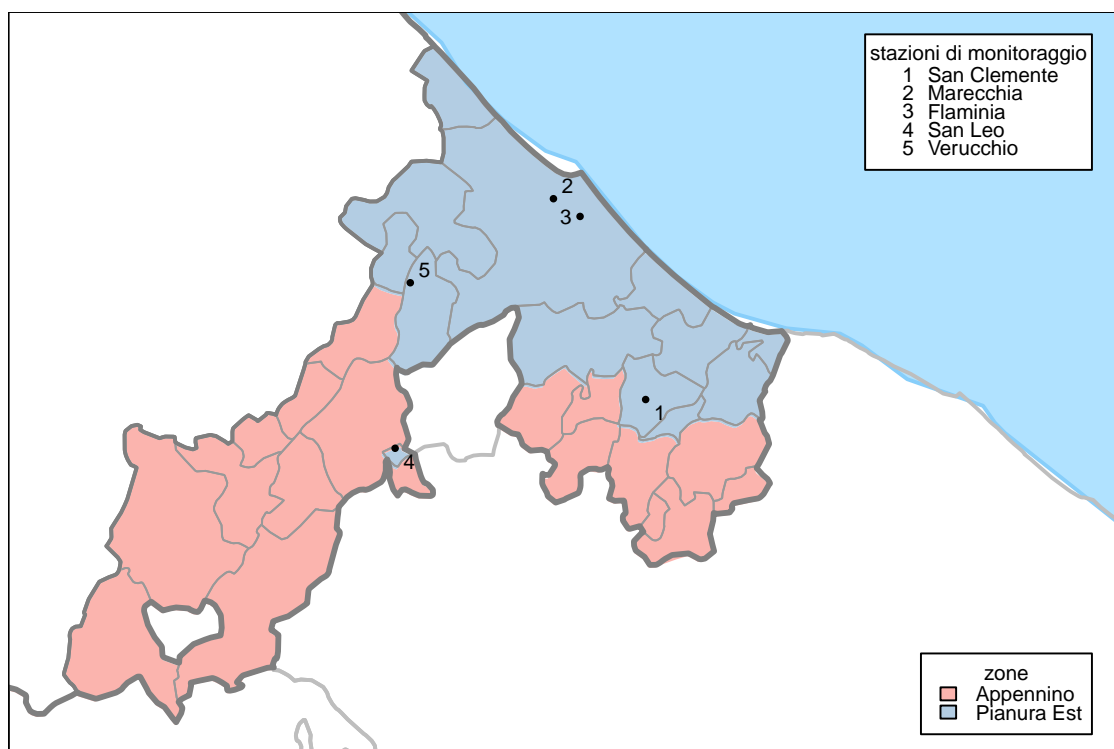 stazioni di monitoraggio
1 San Clemente
2 Marecchia
3 Flaminia
4 San Leo
5 Verucchio
2
3
5
1
4
zone
Appennino
Pianura Est